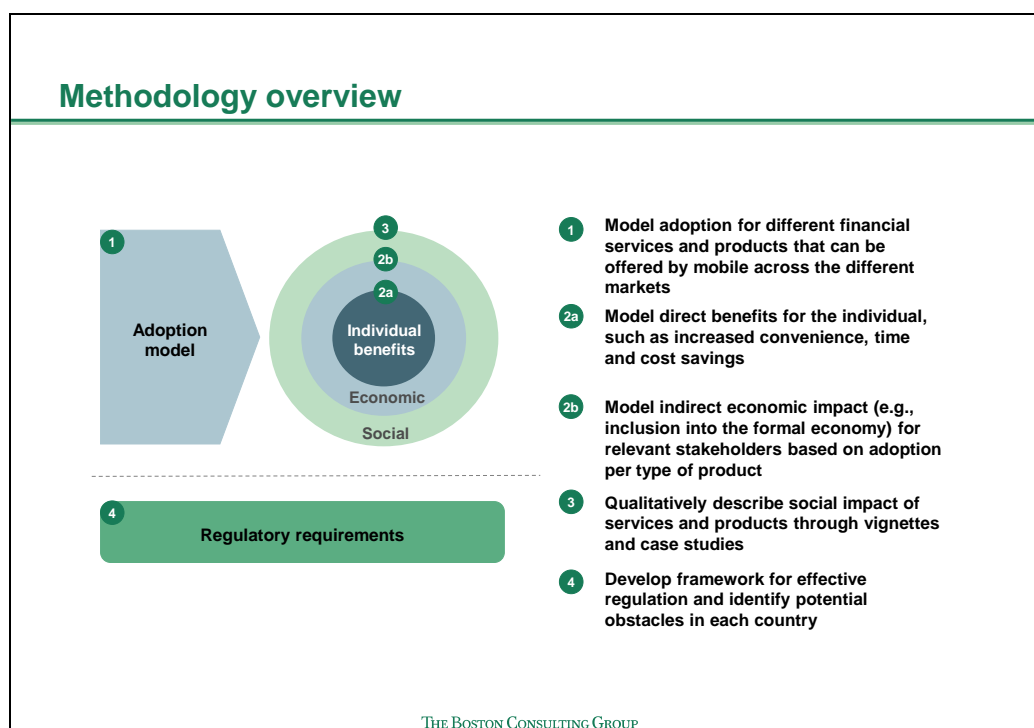 Methodology overview
1
Adoption
model
3
2b
2a
Individual
benefits
Economic
Social
4
Regulatory requirements
1
Model adoption for different financial
services and products that can be
offered by mobile across the different
markets
2a
Model direct benefits for the individual,
such as increased convenience, time
and cost savings
2b
Model indirect economic impact (e.g.,
inclusion into the formal economy) for
relevant stakeholders based on adoption
per type of product
3
Qualitatively describe social impact of
services and products through vignettes
and case studies
4
Develop framework for effective
regulation and identify potential
obstacles in each country
THE BOSTON CONSULTING GROUP